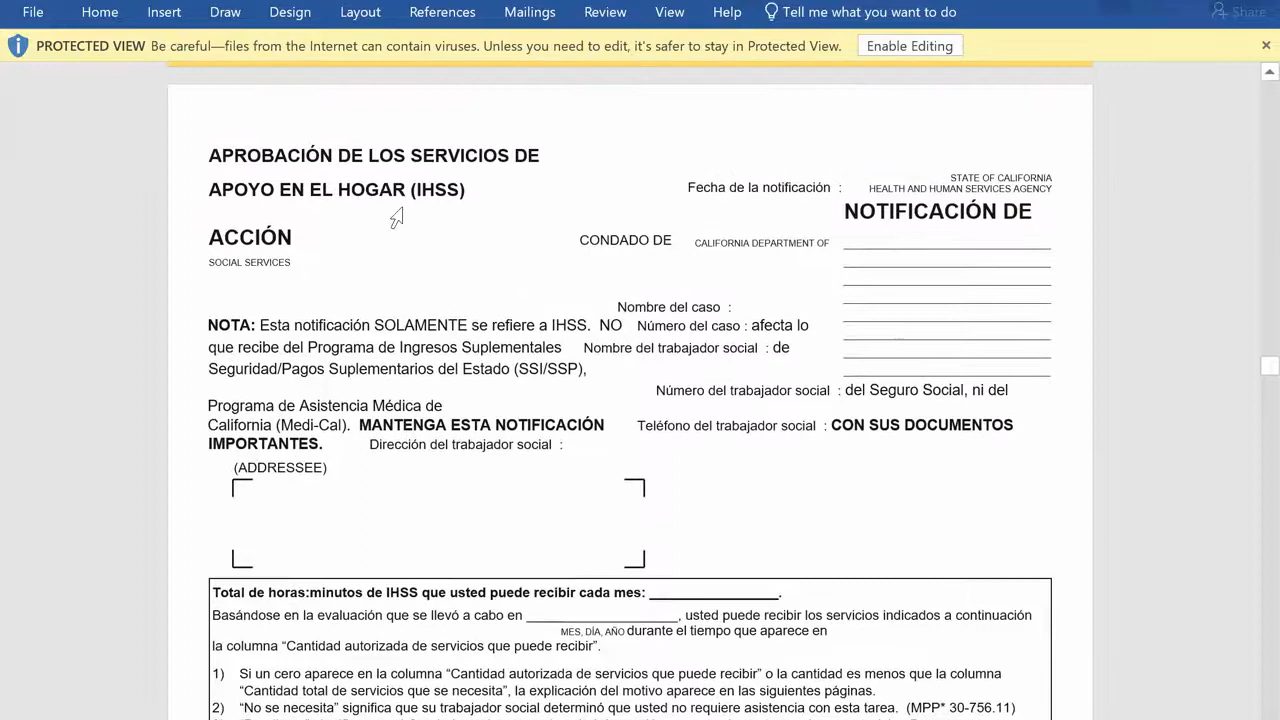 File Home Insert Draw Design Layout References Mailings Review View Help Tell me what you want to do Share
PROTECTED VIEW Be careful—files from the Internet can contain viruses. Unless you need to edit, it's safer to stay in Protected View. Enable Editing
APROBACIÓN DE LOS SERVICIOS DE
STATE OF CALIFORNIA
APOYO EN EL HOGAR (IHSS) Fecha de la notificación : HEALTH AND HUMAN SERVICES AGENCY
NOTIFICACIÓN DE
ACCIÓN CONDADO DE CALIFORNIA DEPARTMENT OF
SOCIAL SERVICES
Nombre del caso :
NOTA: Esta notificación SOLAMENTE se refiere a IHSS. NO Número del caso : afecta lo
que recibe del Programa de Ingresos Suplementales Nombre del trabajador social : de
Seguridad/Pagos Suplementarios del Estado (SSI/SSP),
Número del trabajador social : del Seguro Social, ni del
Programa de Asistencia Médica de
California (Medi-Cal). MANTENGA ESTA NOTIFICACIÓN Teléfono del trabajador social : CON SUS DOCUMENTOS
IMPORTANTES. Dirección del trabajador social :
(ADDRESSEE)
Total de horas:minutos de IHSS que usted puede recibir cada mes: _________________.
Basándose en la evaluación que se llevó a cabo en ____________________, usted puede recibir los servicios indicados a continuación
MES, DÍA, AÑO durante el tiempo que aparece en
la columna “Cantidad autorizada de servicios que puede recibir”.
1) Si un cero aparece en la columna “Cantidad autorizada de servicios que puede recibir” o la cantidad es menos que la columna
“Cantidad total de servicios que se necesita”, la explicación del motivo aparece en las siguientes páginas.
2) “No se necesita” significa que su trabajador social determinó que usted no requiere asistencia con esta tarea. (MPP* 30-756.11)